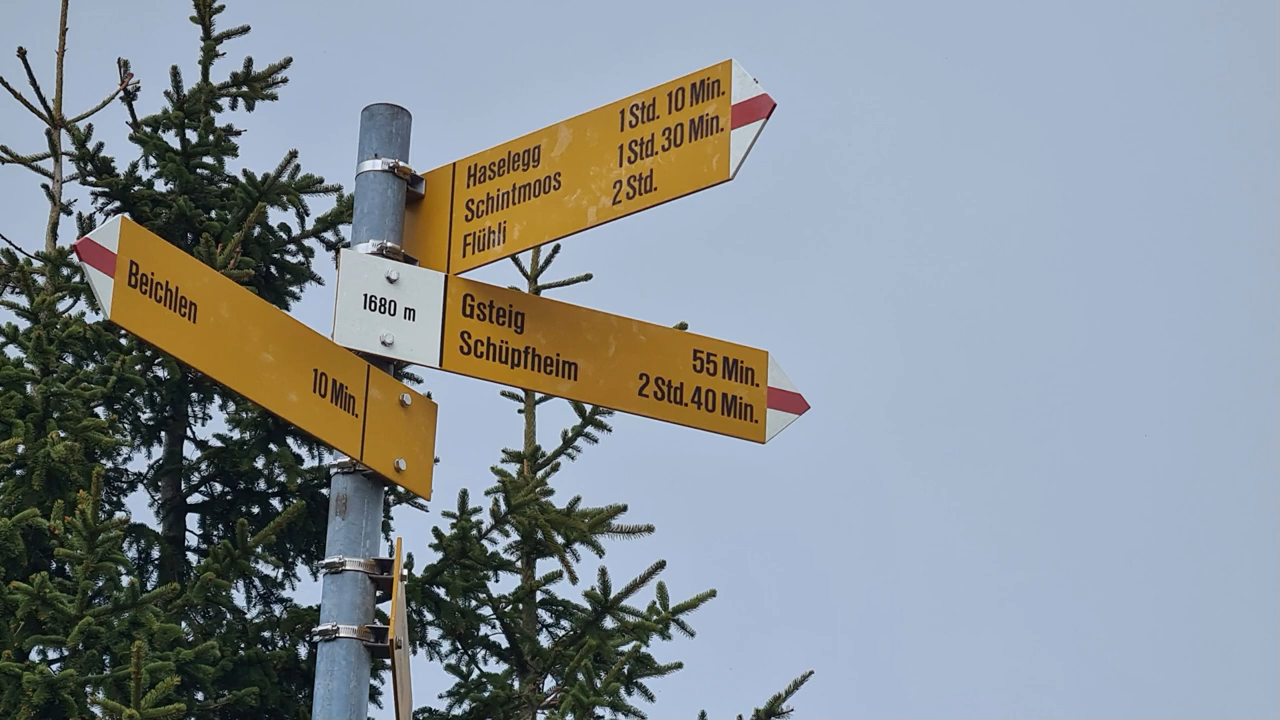 Haselegg 1 Std. 10 Min.
Schintmoos 1 Std. 30 Min.
Flühli 2 Std.
1680 m
Gsteig 55 Min.
Schüpfheim 2 Std. 40 Min.
Beichlen
10 Min.